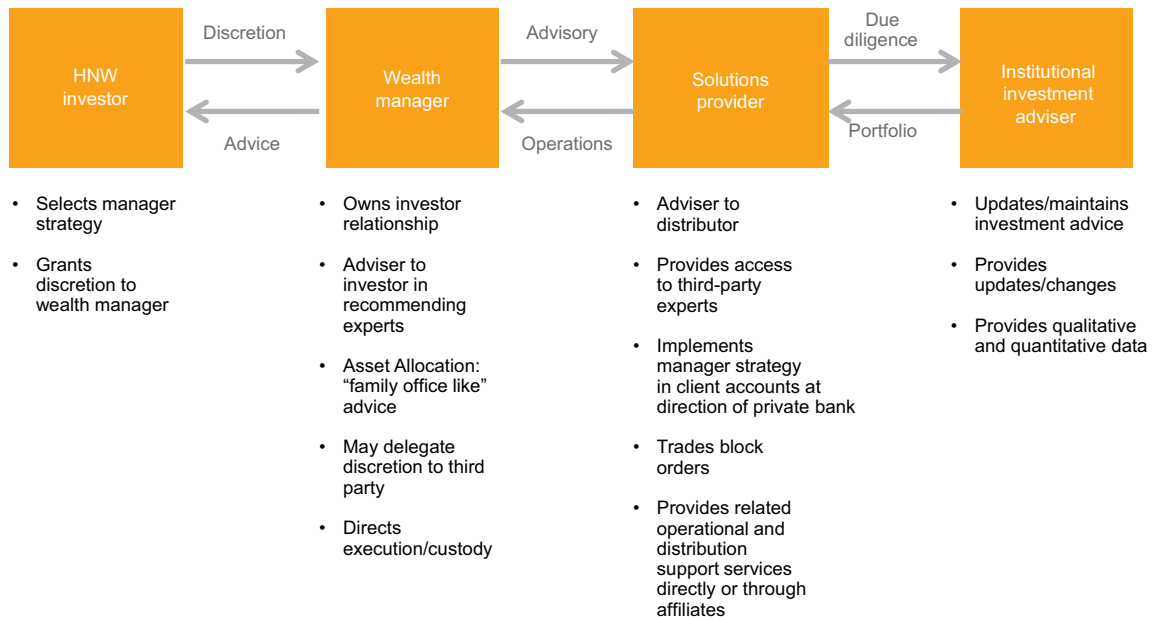 HNW
investor
Discretion
Advice
Wealth
manager
Advisory
Operations
Solutions
provider
Due
diligence
Portfolio
Institutional
investment
adviser
• Selects manager
strategy
• Grants
discretion to
wealth manager
• Owns investor
relationship
• Adviser to
investor in
recommending
experts
• Asset Allocation:
“family office like”
advice
• May delegate
discretion to third
party
• Directs
execution/custody
• Adviser to
distributor
• Provides access
to third-party
experts
• Implements
manager strategy
in client accounts at
direction of private bank
• Trades block
orders
• Provides related
operational and
distribution
support services
directly or through
affiliates
• Updates/maintains
investment advice
• Provides
updates/changes
• Provides qualitative
and quantitative data